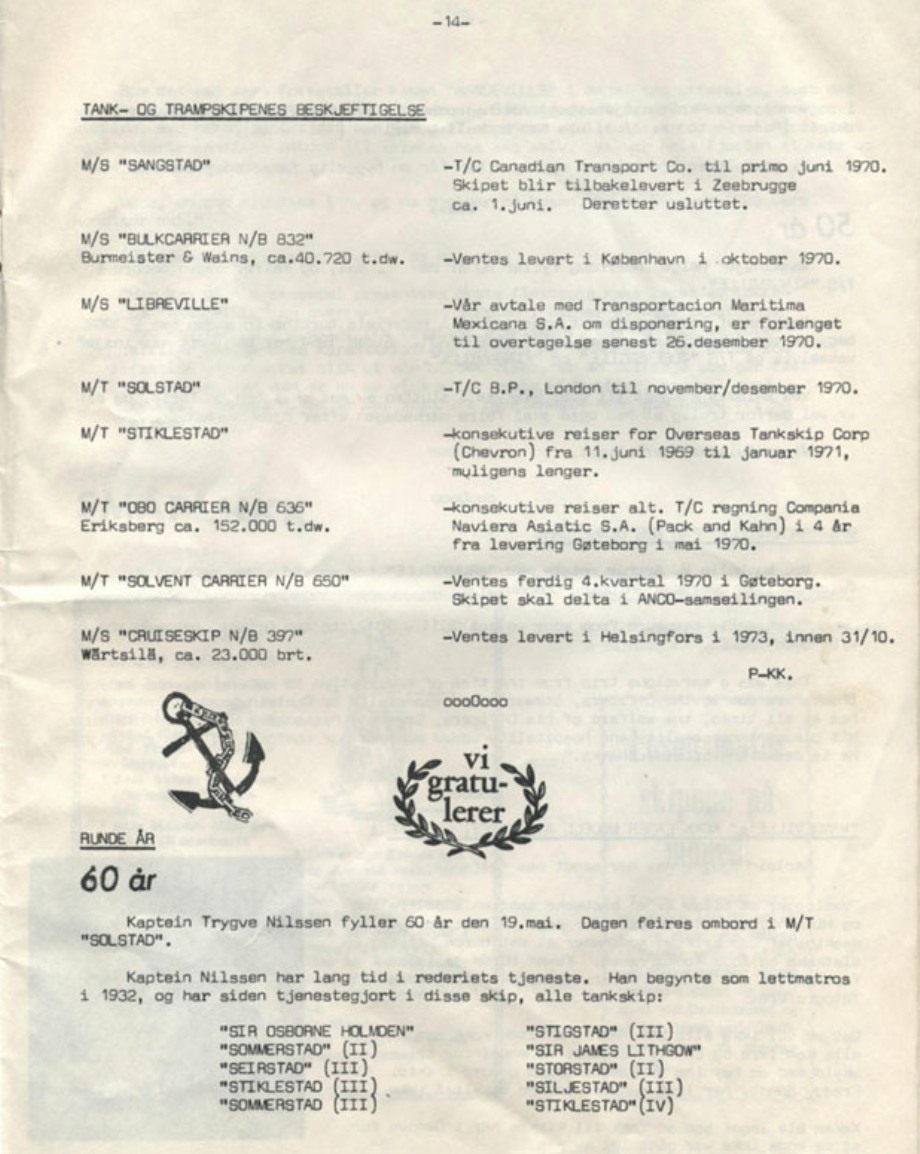 -14-
TANK- OG TRAMPSKIPENES BESKJEFTIGELSE
M/S "SANGSTAD" -T/C Canadian Transport Co. til primo juni 1970.
Skipet blir tilbakelevert i Zeebrugge
ca. 1.juni. Deretter usluttet.
M/S "BULKCARRIER N/B 832"
Burmeister & Wains, ca.40.720 t.dw. -Ventes levert i København i oktober 1970.
M/S "LIBREVILLE" -Vår avtale med Transportacion Maritima
Mexicana S.A. om disponering, er forlenget
til overtagelse senest 26.desember 1970.
M/T "SOLSTAD" -T/C B.P., London til november/desember 1970.
M/T "STIKLESTAD" -konsekutive reiser for Overseas Tankskip Corp
(Chevron) fra 11.juni 1969 til januar 1971,
muligens lenger.
M/T "OBO CARRIER N/B 636" -konsekutive reiser alt. T/C regning Compania
Eriksberg ca. 152.000 t.dw. Naviera Asiatic S.A. (Pack and Kahn) i 4 år
fra levering Gøteborg i mai 1970.
M/T "SOLVENT CARRIER N/B 650" -Ventes ferdig 4.kvartal 1970 i Gøteborg.
Skipet skal delta i ANCO-samseilingen.
M/S "CRUISESKIP N/B 397" -Ventes levert i Helsingfors i 1973, innen 31/10.
Wärtsilä, ca. 23.000 brt.
P-KK.
oooOooo
vi
gratu-
lerer
RUNDE ÅR
60 år
Kaptein Trygve Nilssen fyller 60 år den 19.mai. Dagen feires ombord i M/T
"SOLSTAD".
Kaptein Nilssen har lang tid i rederiets tjeneste. Han begynte som lettmatros
i 1932, og har siden tjenestegjort i disse skip, alle tankskip:
"SIR OSBORNE HOLMDEN" "STIGSTAD" (III)
"SOMMERSTAD" (II) "SIR JAMES LITHGOW"
"SEIRSTAD" (III) "STORSTAD" (II)
"STIKLESTAD (III) "SILJESTAD" (III)
"SOMMERSTAD (III) "STIKLESTAD"(IV)